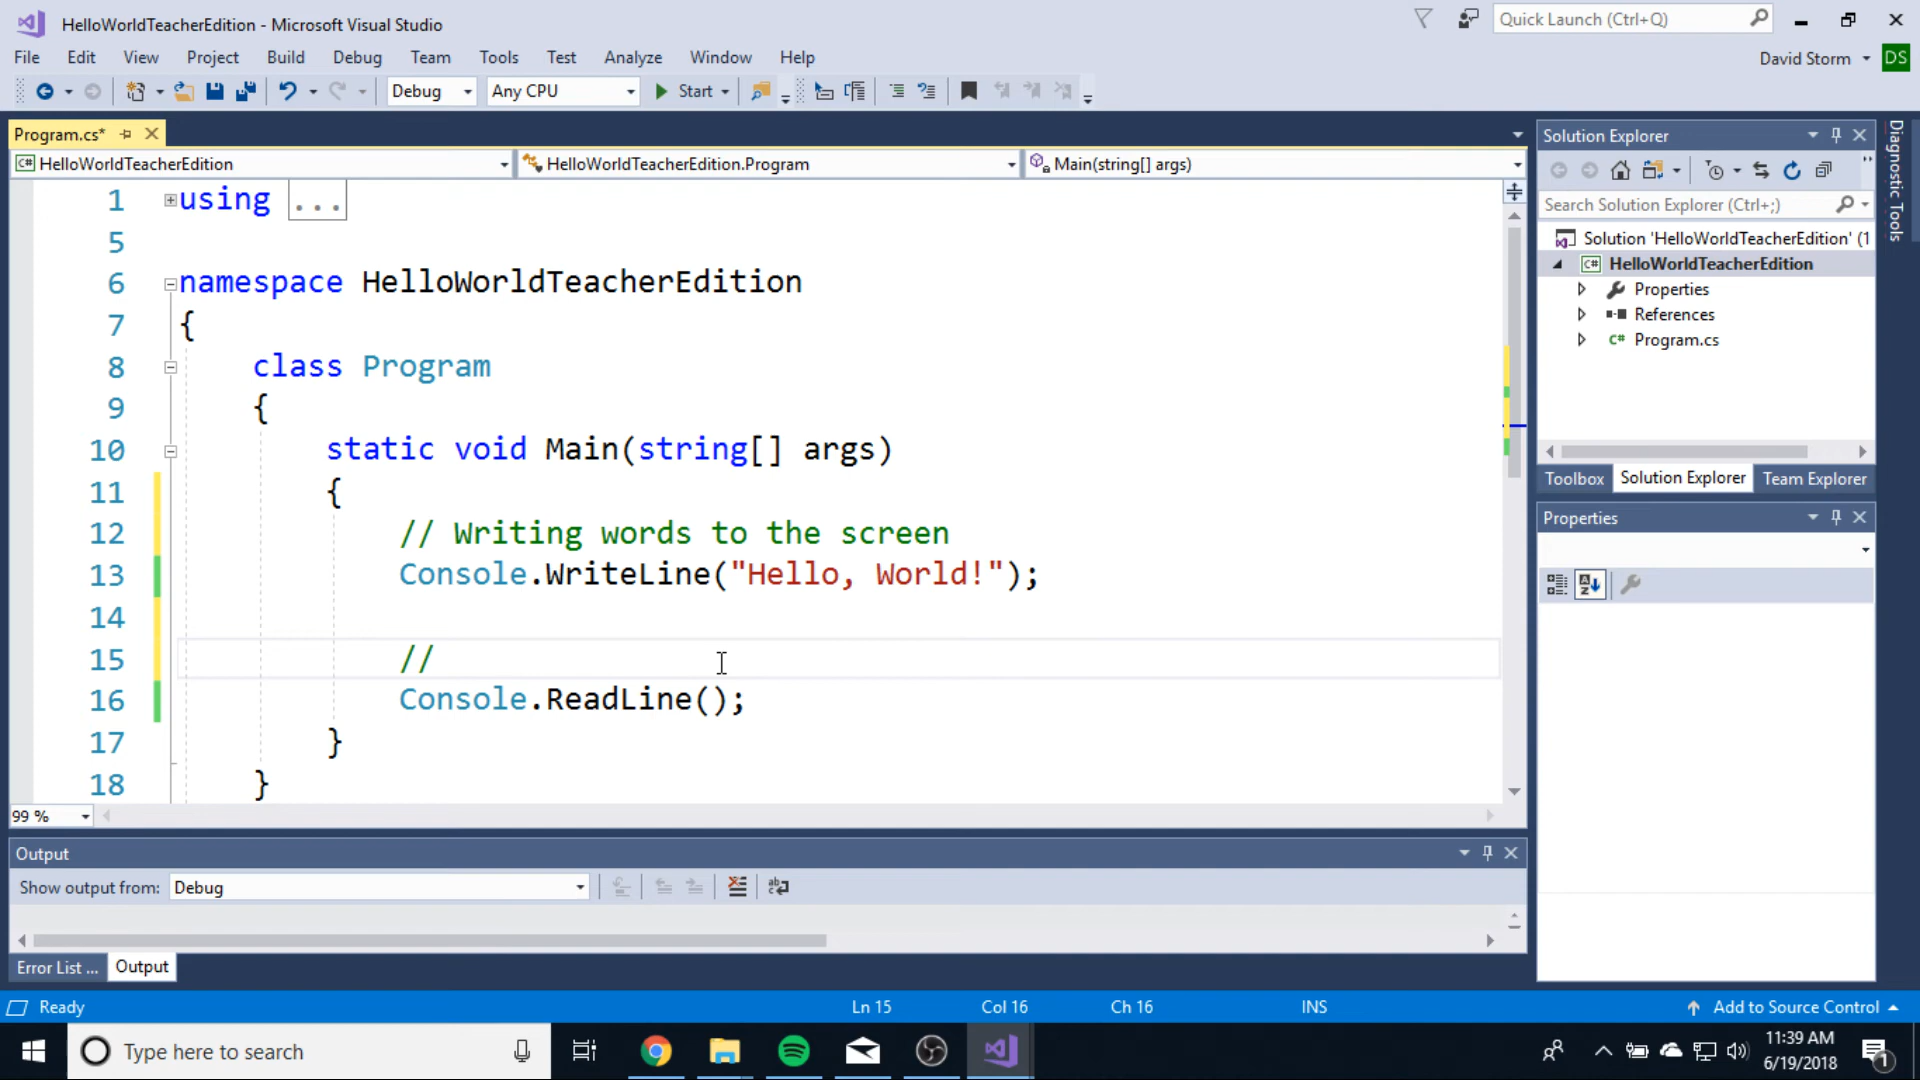 HelloWorldTeacherEdition - Microsoft Visual Studio
Quick Launch (Ctrl+Q)
File Edit View Project Build Debug Team Tools Test Analyze Window Help
David Storm DS
Debug Any CPU Start
Program.cs*
HelloWorldTeacherEdition HelloWorldTeacherEdition.Program Main(string[] args)
1 using ...
5
6 namespace HelloWorldTeacherEdition
7 {
8 class Program
9 {
10 static void Main(string[] args)
11 {
12 // Writing words to the screen
13 Console.WriteLine("Hello, World!");
14
15 //
16 Console.ReadLine();
17 }
18 }
99 %
Solution Explorer
Search Solution Explorer (Ctrl+;)
Solution 'HelloWorldTeacherEdition' (1
C# HelloWorldTeacherEdition
Properties
References
C# Program.cs
Toolbox Solution Explorer Team Explorer
Properties
Diagnostic Tools
Output
Show output from: Debug
Error List ... Output
Ready Ln 15 Col 16 Ch 16 INS Add to Source Control
Type here to search
11:39 AM
6/19/2018
1